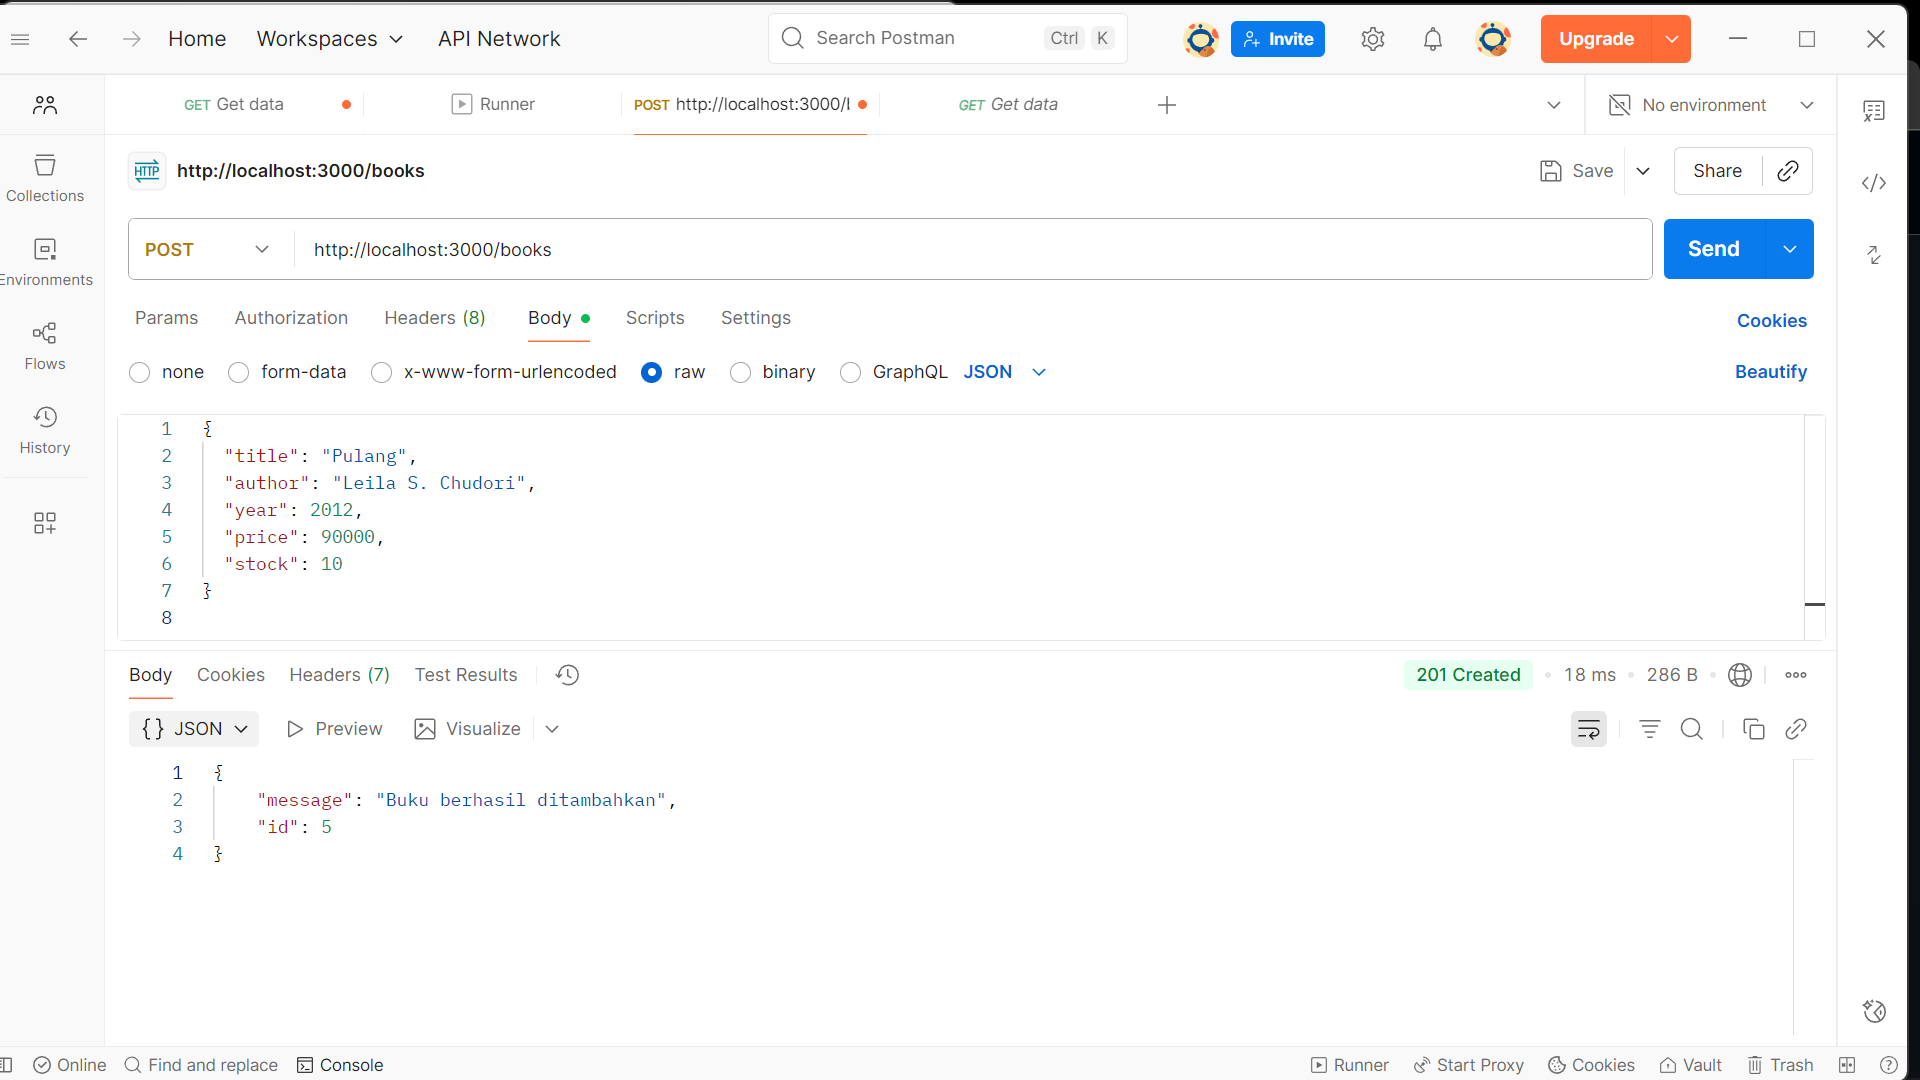 Home Workspaces API Network Search Postman Ctrl K Invite Upgrade
GET Get data Runner POST http://localhost:3000/ GET Get data No environment
HTTP http://localhost:3000/books Save Share
Collections
POST http://localhost:3000/books Send
Environments
Params Authorization Headers (8) Body Scripts Settings Cookies
Flows
none form-data x-www-form-urlencoded raw binary GraphQL JSON Beautify
History
1 {
2 "title": "Pulang",
3 "author": "Leila S. Chudori",
4 "year": 2012,
5 "price": 90000,
6 "stock": 10
7 }
8
Body Cookies Headers (7) Test Results 201 Created • 18 ms • 286 B •
{} JSON Preview Visualize
1 {
2 "message": "Buku berhasil ditambahkan",
3 "id": 5
4 }
Online Find and replace Console Runner Start Proxy Cookies Vault Trash